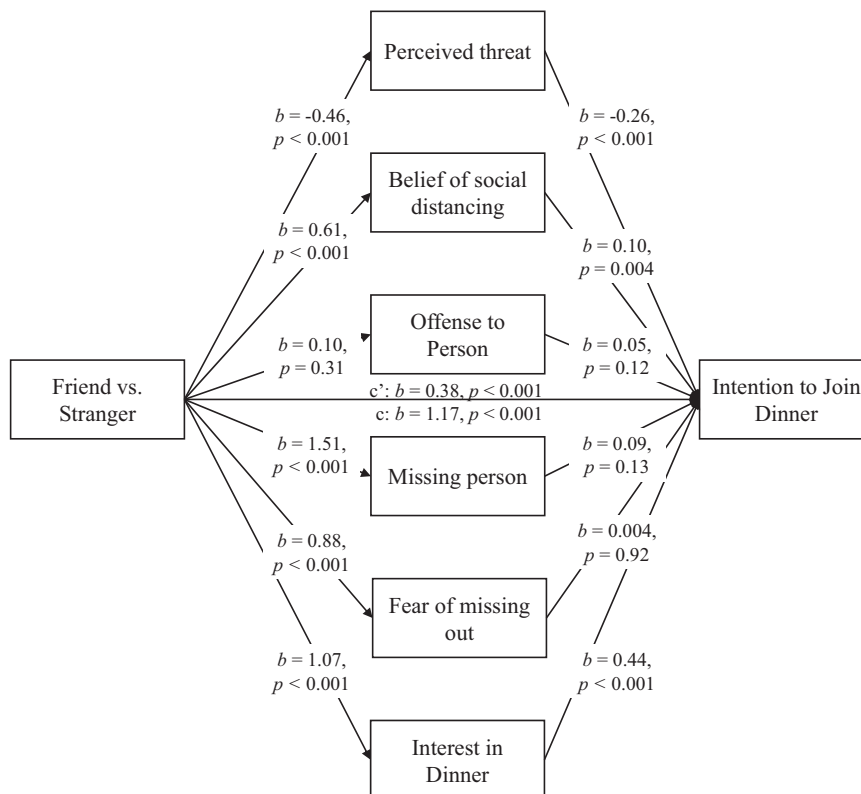 Perceived threat
b = -0.46,
p < 0.001
b = -0.26,
p < 0.001
Belief of social
distancing
b = 0.61,
p < 0.001
b = 0.10,
p = 0.004
Offense to
Person
b = 0.10,
p = 0.31
b = 0.05,
p = 0.12
Friend vs.
Stranger
c’: b = 0.38, p < 0.001
c: b = 1.17, p < 0.001
Intention to Join
Dinner
b = 1.51,
p < 0.001
Missing person
b = 0.09,
p = 0.13
b = 0.88,
p < 0.001
b = 0.004,
p = 0.92
Fear of missing
out
b = 1.07,
p < 0.001
b = 0.44,
p < 0.001
Interest in
Dinner